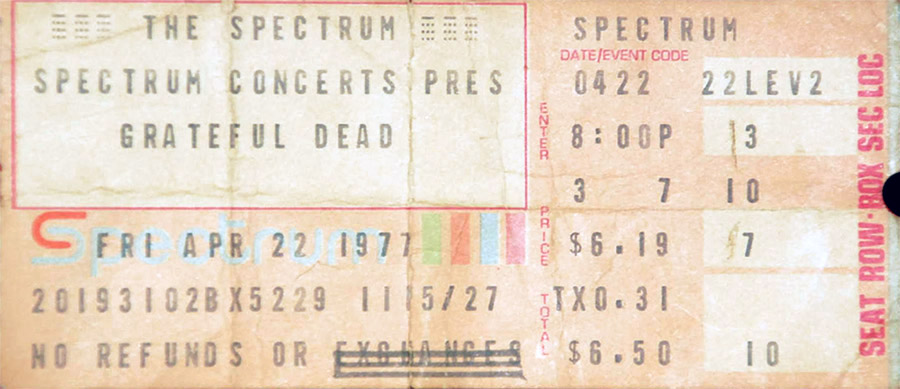 THE SPECTRUM
SPECTRUM CONCERTS PRES
GRATEFUL DEAD
Spectrum
FRI APR 22 1977
20193102BX5229 1175/27
NO REFUNDS OR EXCHANGES
SPECTRUM
DATE/EVENT CODE
0422 22LEV2
ENTER
8:00P 3
3 7 10
PRICE
$6.19 7
TOTAL
TX0.31
$6.50 10
SEAT ROW·BOX SEC LOC